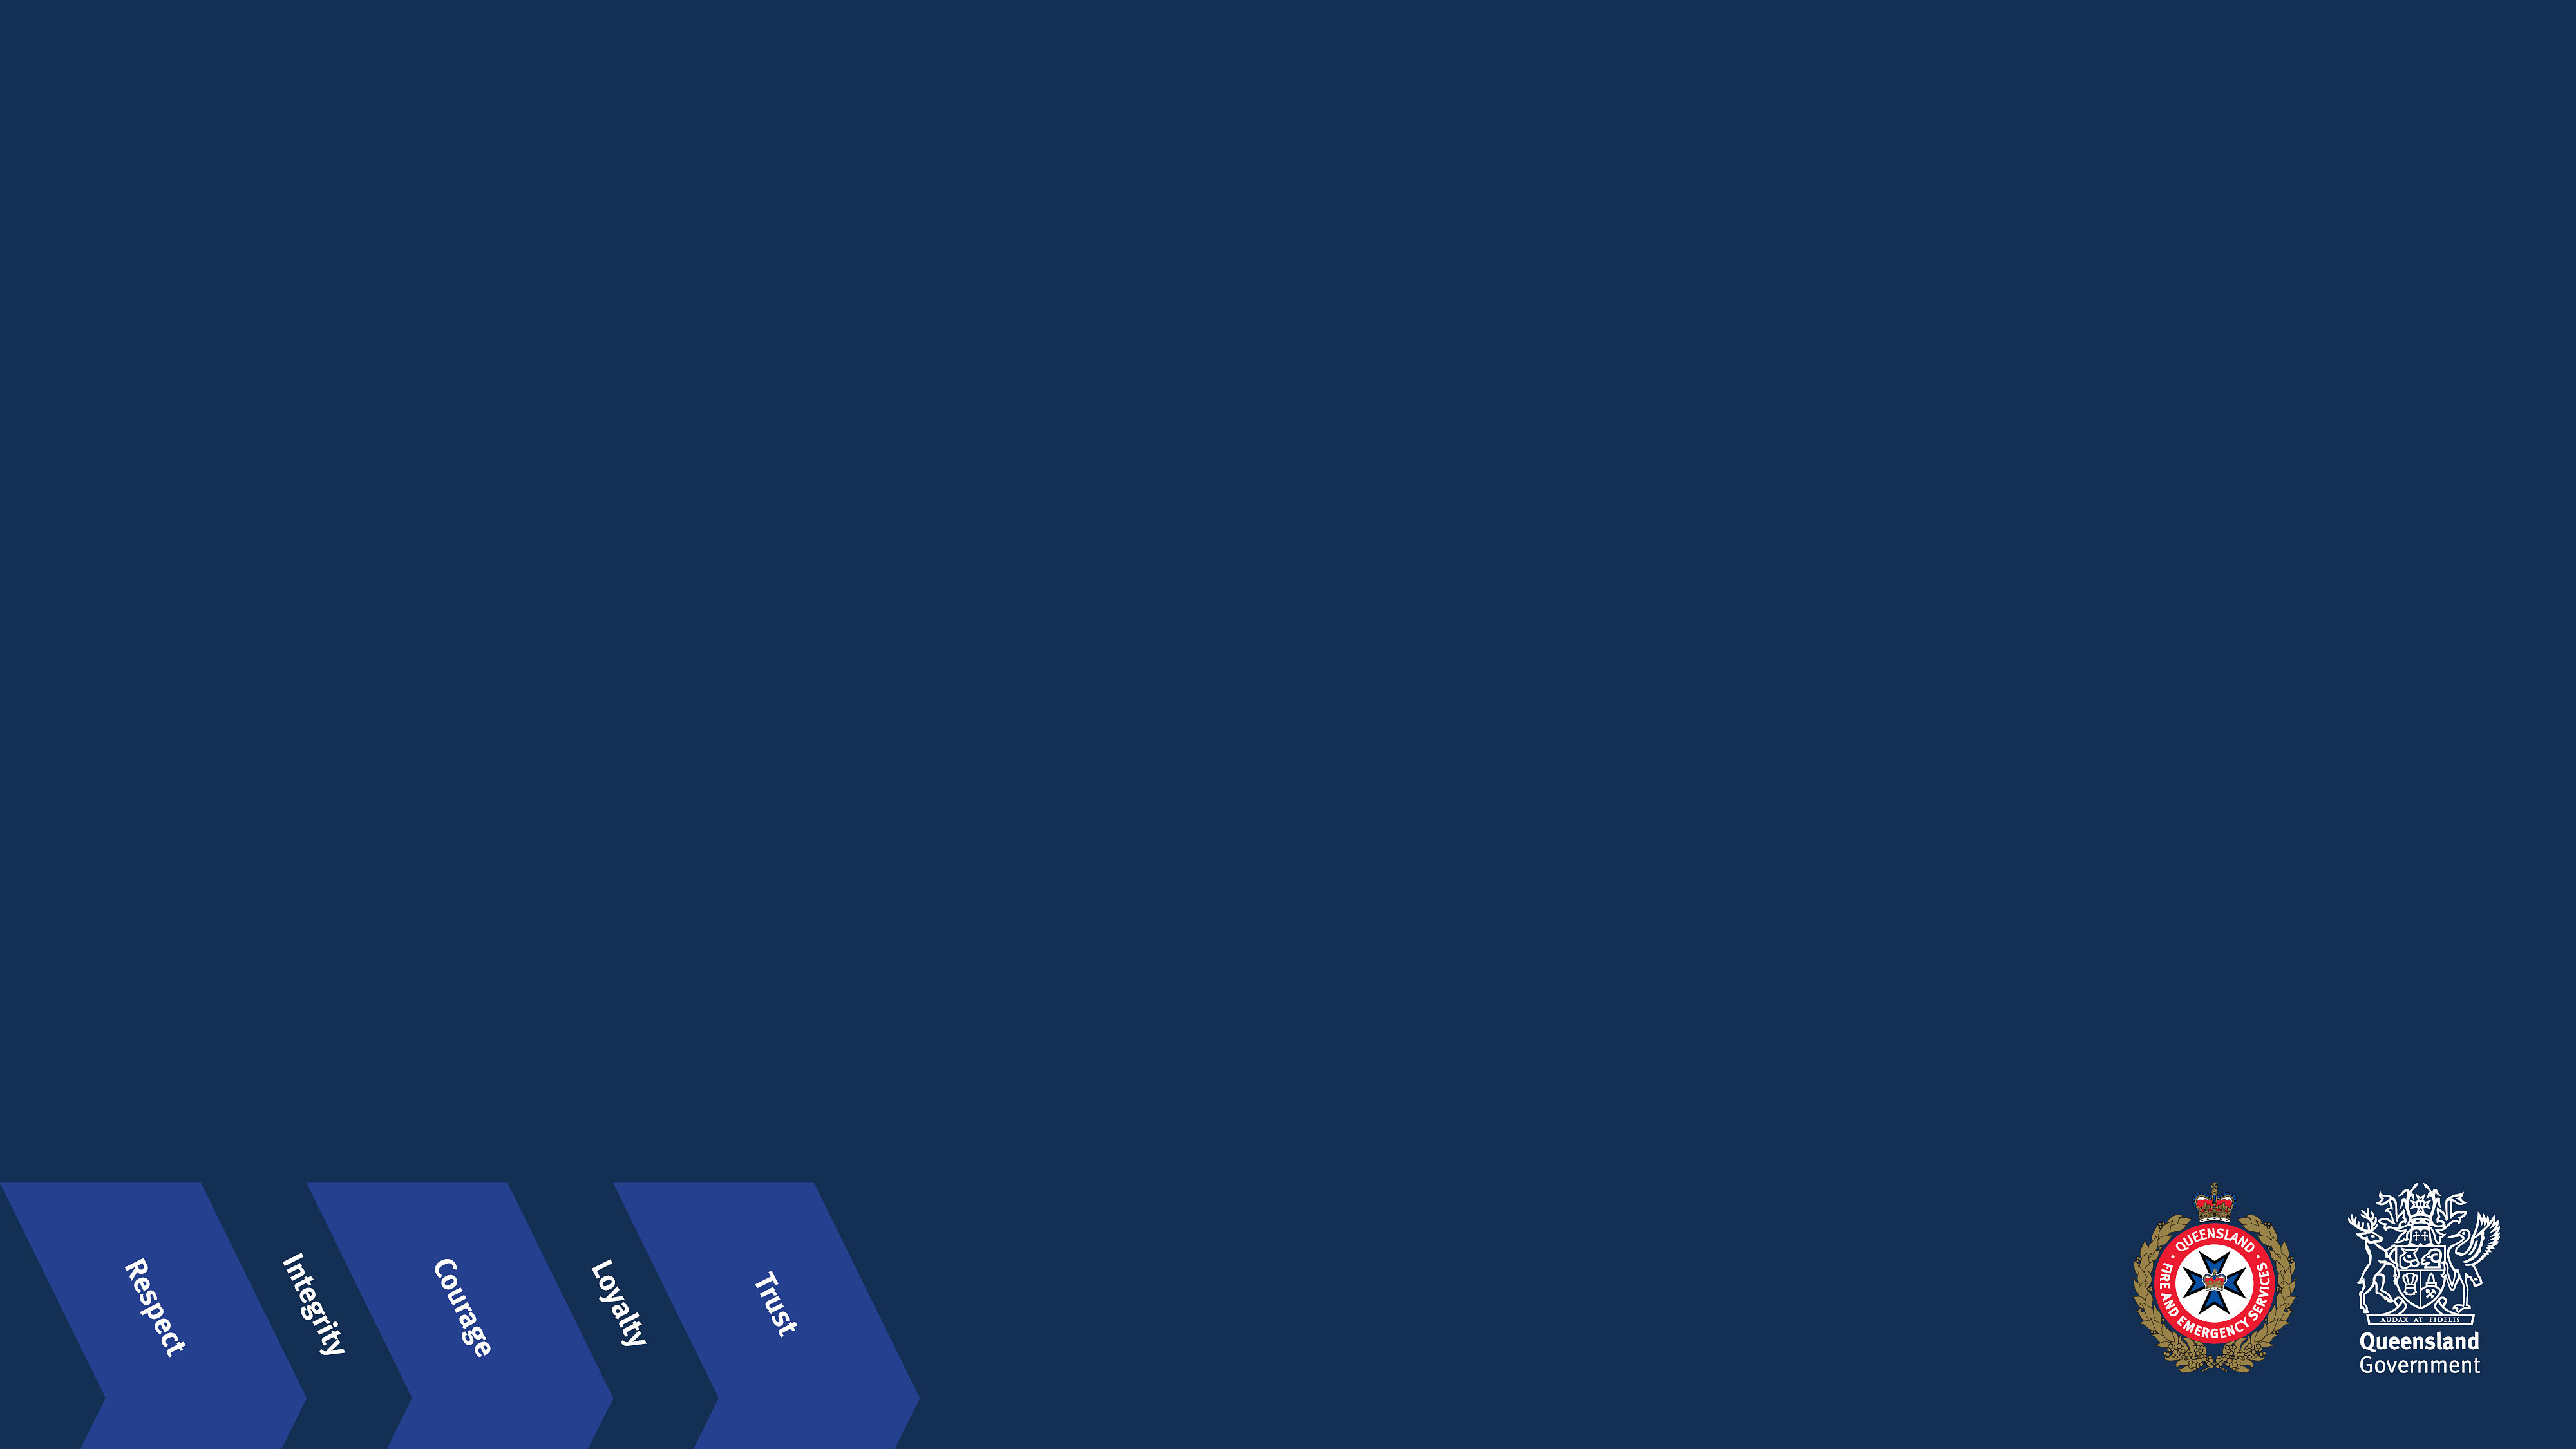 Respect
Integrity
Courage
Loyalty
Trust
QUEENSLAND
FIRE AND EMERGENCY SERVICES
AUDAX AT FIDELIS
Queensland
Government